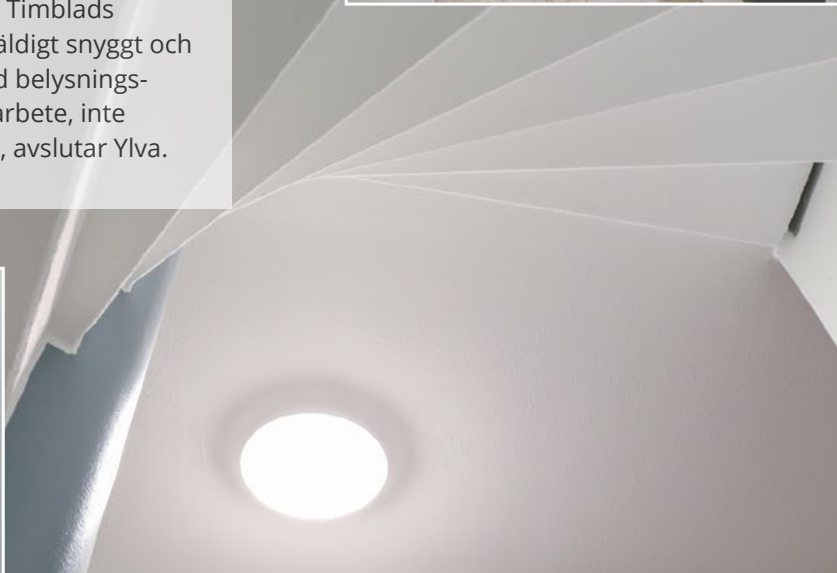 Timblads
äldigt snyggt och
d belysnings-
arbete, inte
, avslutar Ylva.